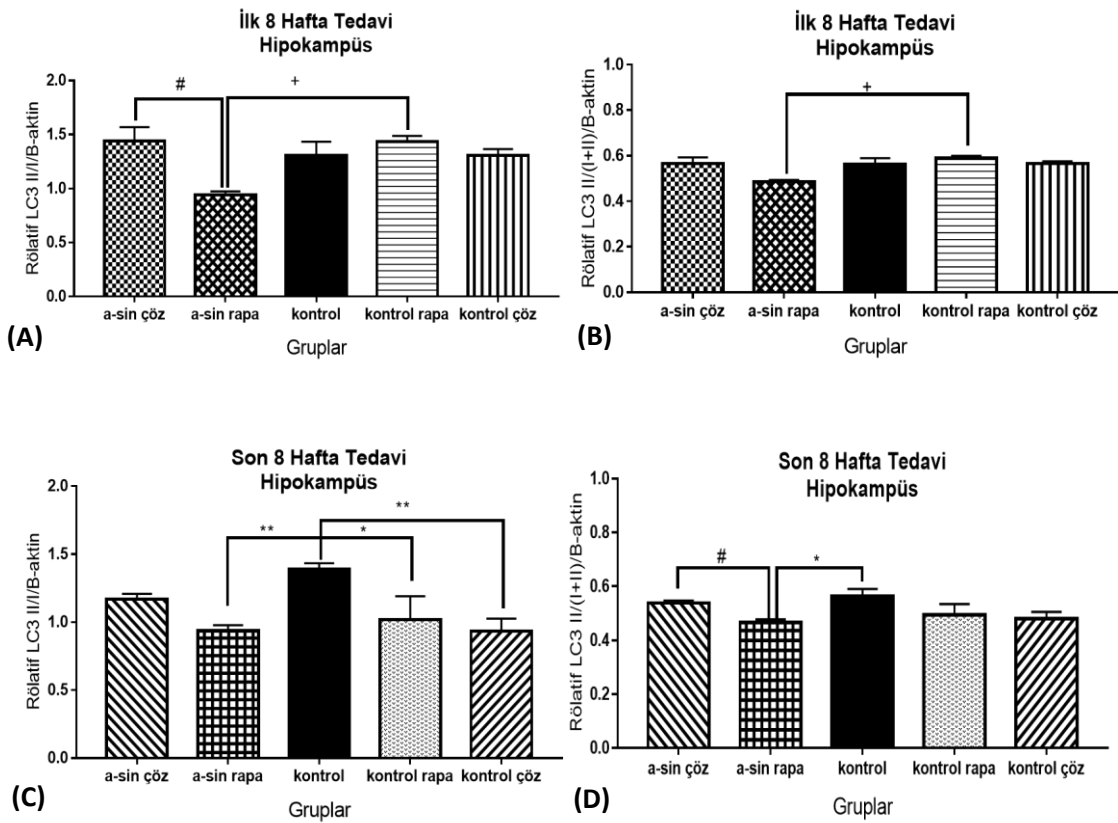 İlk 8 Hafta Tedavi
Hipokampüs
Rölatif LC3 II/I/B-aktin
2.0
1.5
1.0
0.5
0.0
#
+
a-sin çöz
a-sin rapa
kontrol
kontrol rapa
kontrol çöz
Gruplar
(A)
İlk 8 Hafta Tedavi
Hipokampüs
Rölatif LC3 II/(I+II)/B-aktin
1.0
0.8
0.6
0.4
0.2
0.0
+
a-sin çöz
a-sin rapa
kontrol
kontrol rapa
kontrol çöz
Gruplar
(B)
Son 8 Hafta Tedavi
Hipokampüs
Rölatif LC3 II/I/B-aktin
2.0
1.5
1.0
0.5
0.0
**
*
**
a-sin çöz
a-sin rapa
kontrol
kontrol rapa
kontrol çöz
Gruplar
(C)
Son 8 Hafta Tedavi
Hipokampüs
Rölatif LC3 II/(I+II)/B-aktin
1.0
0.8
0.6
0.4
0.2
0.0
#
*
a-sin çöz
a-sin rapa
kontrol
kontrol rapa
kontrol çöz
Gruplar
(D)